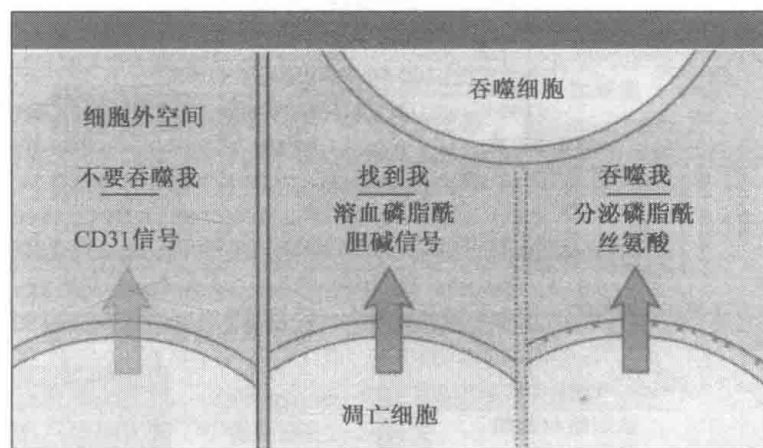 吞噬细胞
细胞外空间
不要吞噬我
CD31信号
找到我
溶血磷脂酰
胆碱信号
吞噬我
分泌磷脂酰
丝氨酸
凋亡细胞